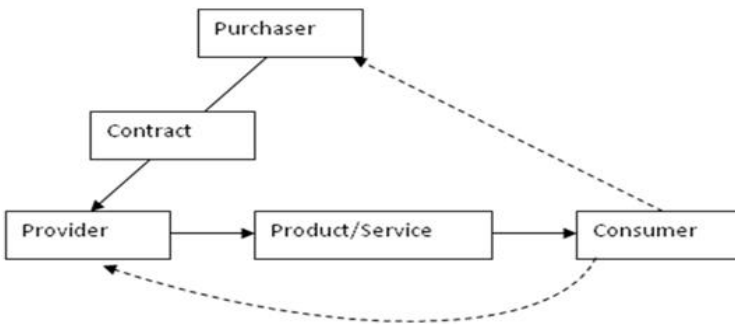 Purchaser
Contract
Provider
Product/Service
Consumer